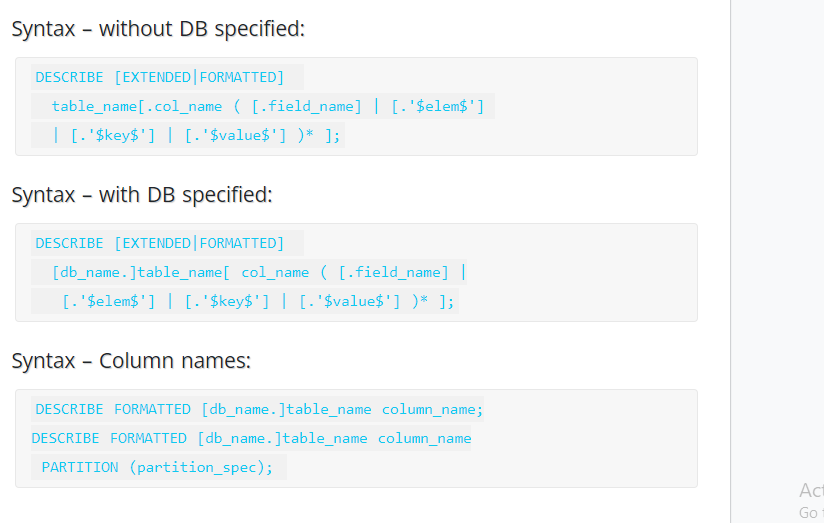 Syntax – without DB specified:
DESCRIBE [EXTENDED|FORMATTED]
table_name[.col_name ( [.field_name] | [.'$elem$']
| [.'$key$'] | [.'$value$'] )* ];
Syntax – with DB specified:
DESCRIBE [EXTENDED|FORMATTED]
[db_name.]table_name[ col_name ( [.field_name] |
[.'$elem$'] | [.'$key$'] | [.'$value$'] )* ];
Syntax – Column names:
DESCRIBE FORMATTED [db_name.]table_name column_name;
DESCRIBE FORMATTED [db_name.]table_name column_name
PARTITION (partition_spec);
Go